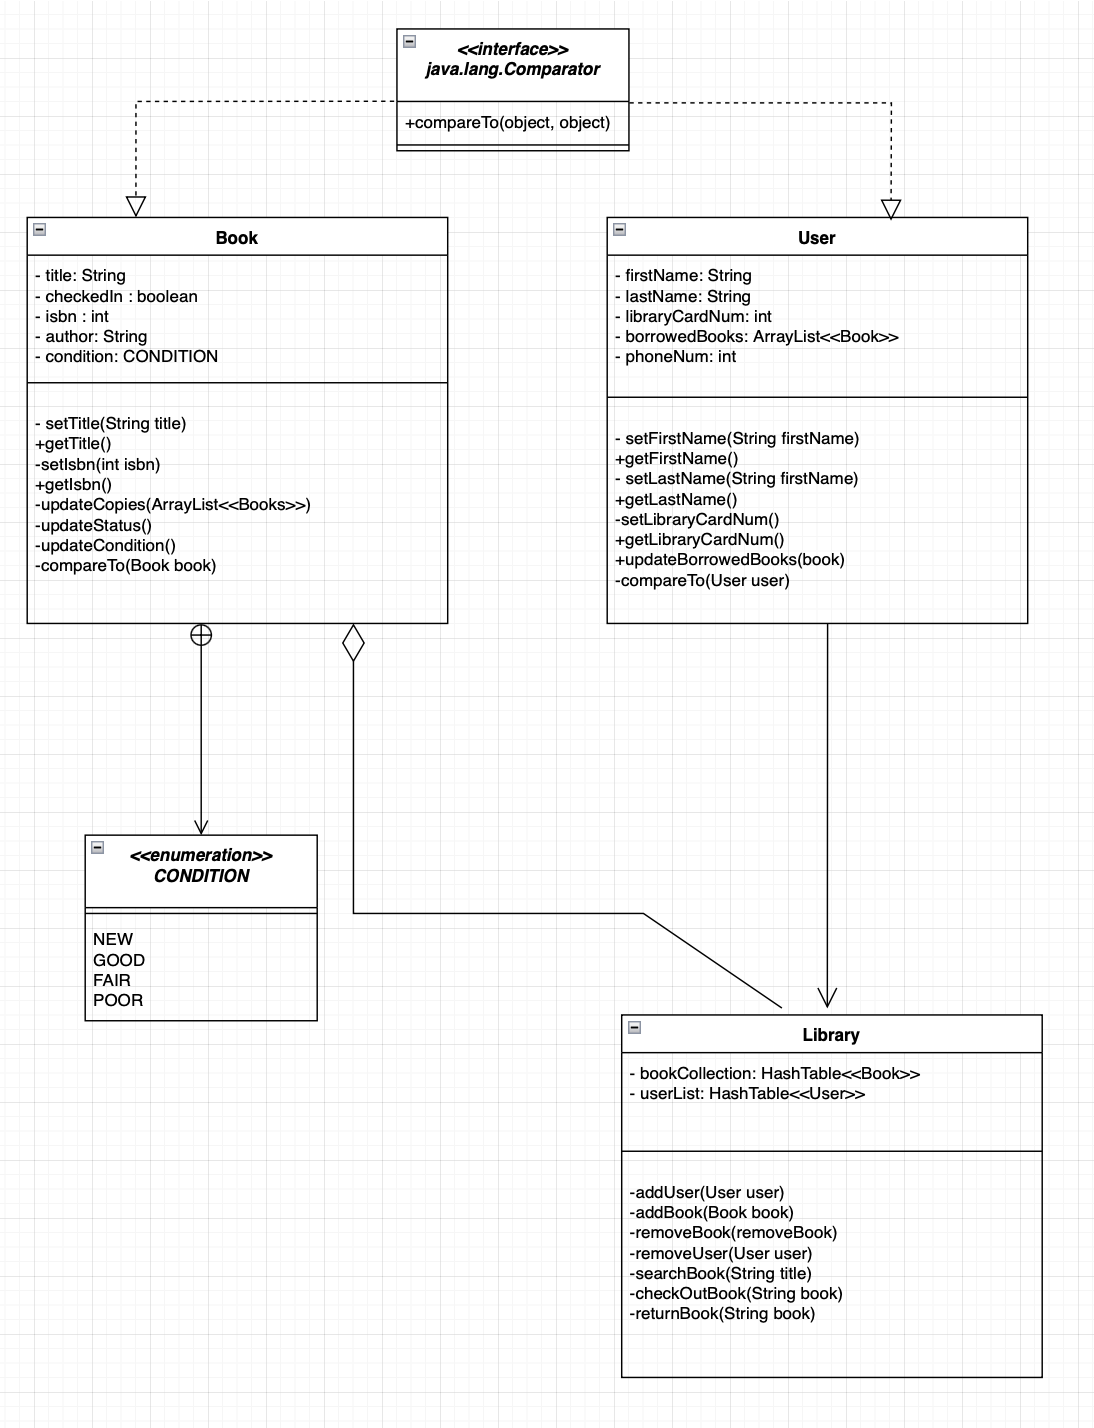 <<interface>>
java.lang.Comparator
+compareTo(object, object)
Book
- title: String
- checkedIn : boolean
- isbn : int
- author: String
- condition: CONDITION
- setTitle(String title)
+getTitle()
-setIsbn(int isbn)
+getIsbn()
-updateCopies(ArrayList<<Books>>)
-updateStatus()
-updateCondition()
-compareTo(Book book)
User
- firstName: String
- lastName: String
- libraryCardNum: int
- borrowedBooks: ArrayList<<Book>>
- phoneNum: int
- setFirstName(String firstName)
+getFirstName()
- setLastName(String firstName)
+getLastName()
-setLibraryCardNum()
+getLibraryCardNum()
+updateBorrowedBooks(book)
-compareTo(User user)
<<enumeration>>
CONDITION
NEW
GOOD
FAIR
POOR
Library
- bookCollection: HashTable<<Book>>
- userList: HashTable<<User>>
-addUser(User user)
-addBook(Book book)
-removeBook(removeBook)
-removeUser(User user)
-searchBook(String title)
-checkOutBook(String book)
-returnBook(String book)